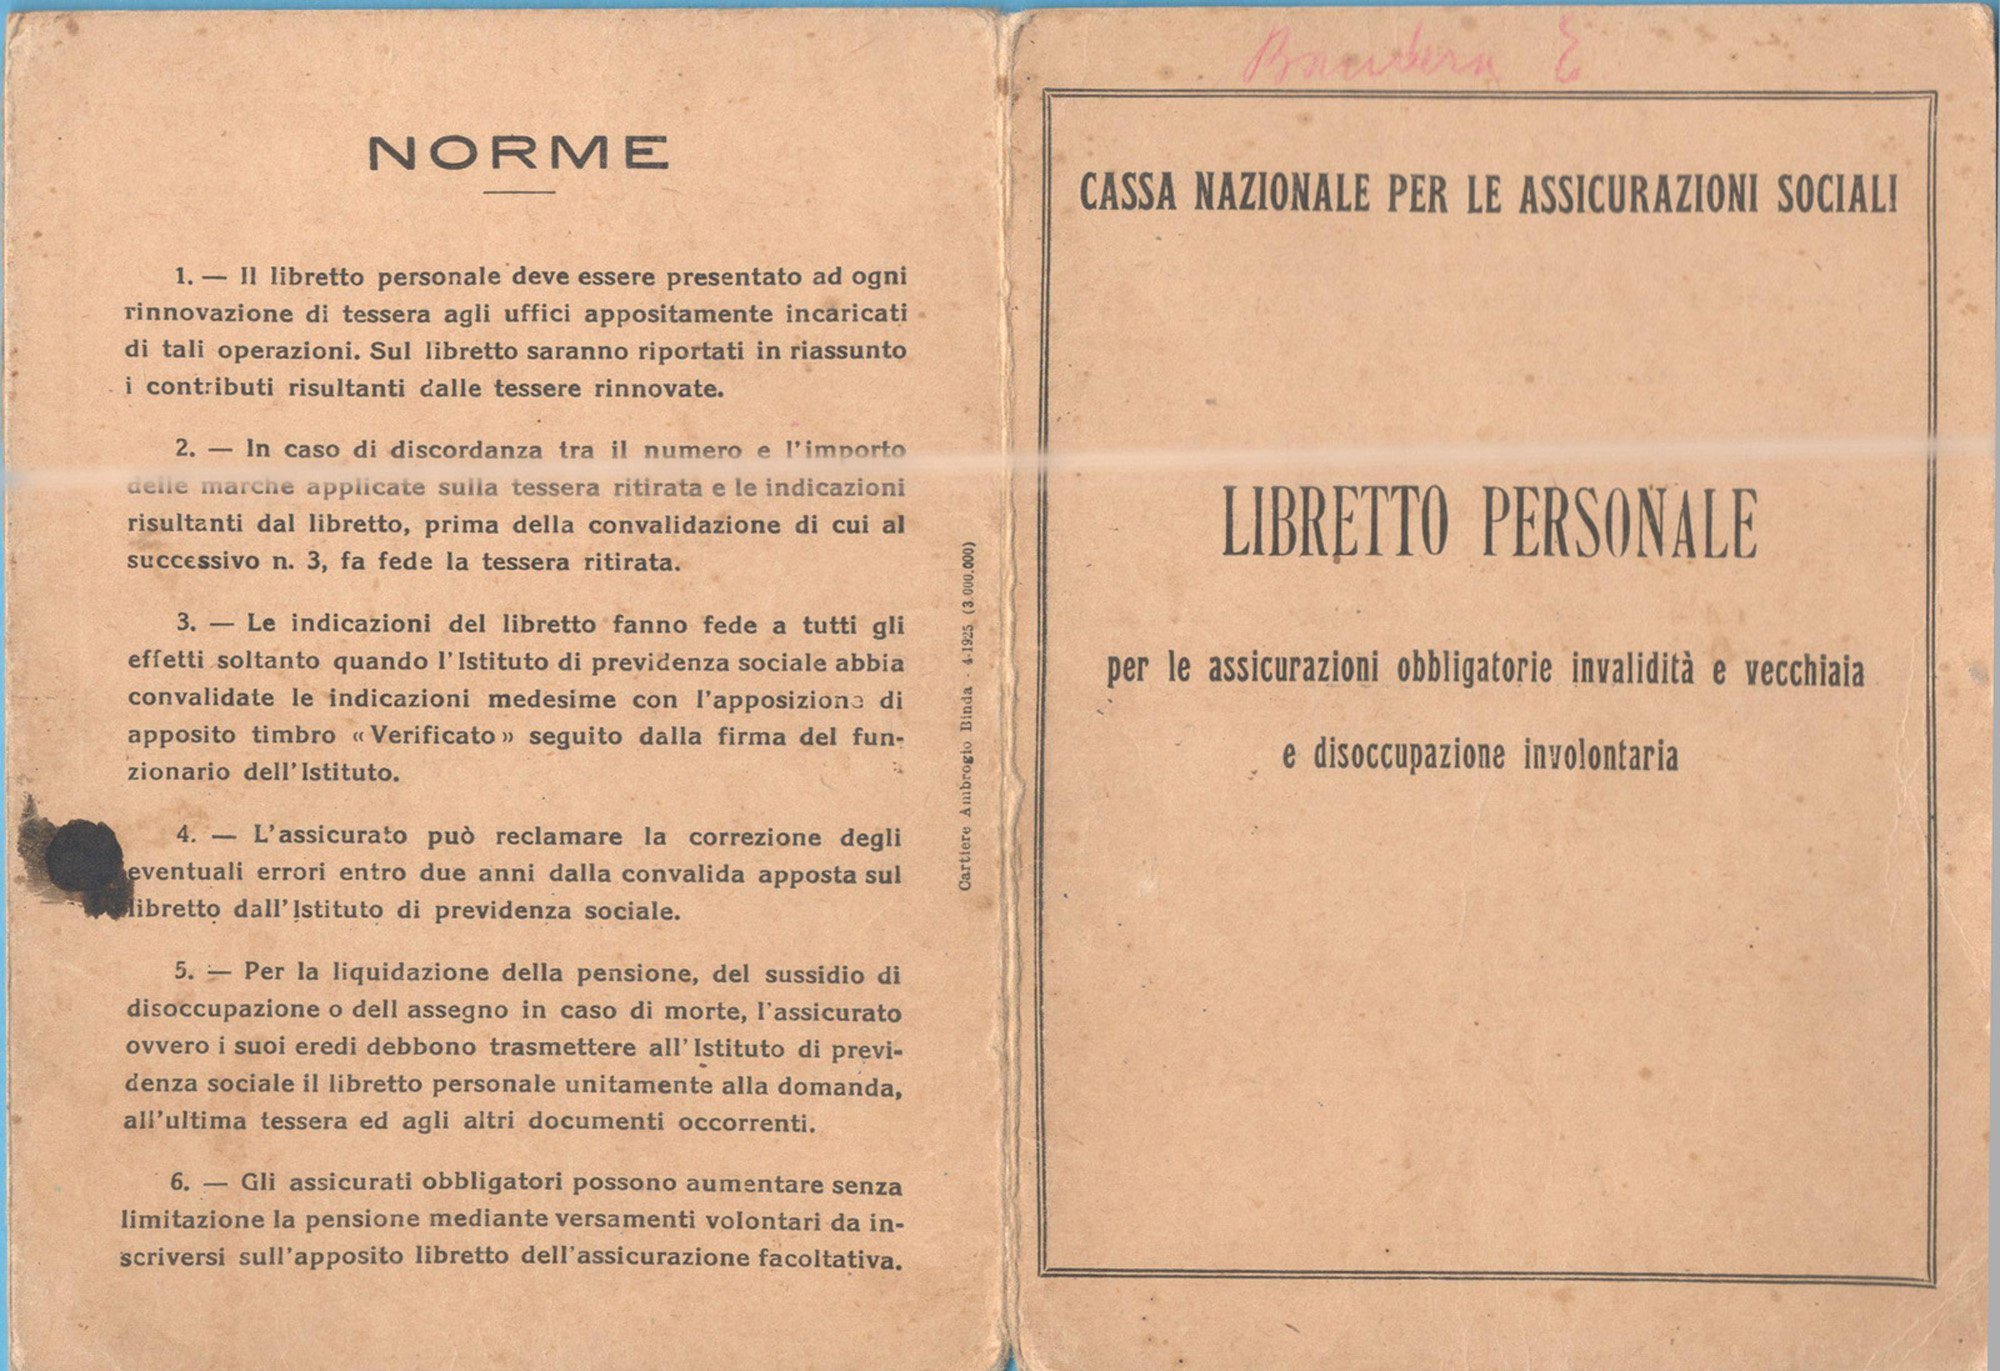 NORME
1. — Il libretto personale deve essere presentato ad ogni
rinnovazione di tessera agli uffici appositamente incaricati
di tali operazioni. Sul libretto saranno riportati in riassunto
i contributi risultanti dalle tessere rinnovate.
2. — In caso di discordanza tra il numero e l'importo
delle marche applicate sulla tessera ritirata e le indicazioni
risultanti dal libretto, prima della convalidazione di cui al
successivo n. 3, fa fede la tessera ritirata.
3. — Le indicazioni del libretto fanno fede a tutti gli
effetti soltanto quando l'Istituto di previdenza sociale abbia
convalidate le indicazioni medesime con l'apposizione di
apposito timbro «Verificato» seguito dalla firma del fun-
zionario dell'Istituto.
4. — L'assicurato può reclamare la correzione degli
eventuali errori entro due anni dalla convalida apposta sul
libretto dall'Istituto di previdenza sociale.
5. — Per la liquidazione della pensione, del sussidio di
disoccupazione o dell assegno in caso di morte, l'assicurato
ovvero i suoi eredi debbono trasmettere all'Istituto di previ-
denza sociale il libretto personale unitamente alla domanda,
all'ultima tessera ed agli altri documenti occorrenti.
6. — Gli assicurati obbligatori possono aumentare senza
limitazione la pensione mediante versamenti volontari da in-
scriversi sull'apposito libretto dell'assicurazione facoltativa.
Cartiere Ambrogio Binda - 4-1925 (3.000.000)
E
CASSA NAZIONALE PER LE ASSICURAZIONI SOCIALI
LIBRETTO PERSONALE
per le assicurazioni obbligatorie invalidità e vecchiaia
e disoccupazione involontaria